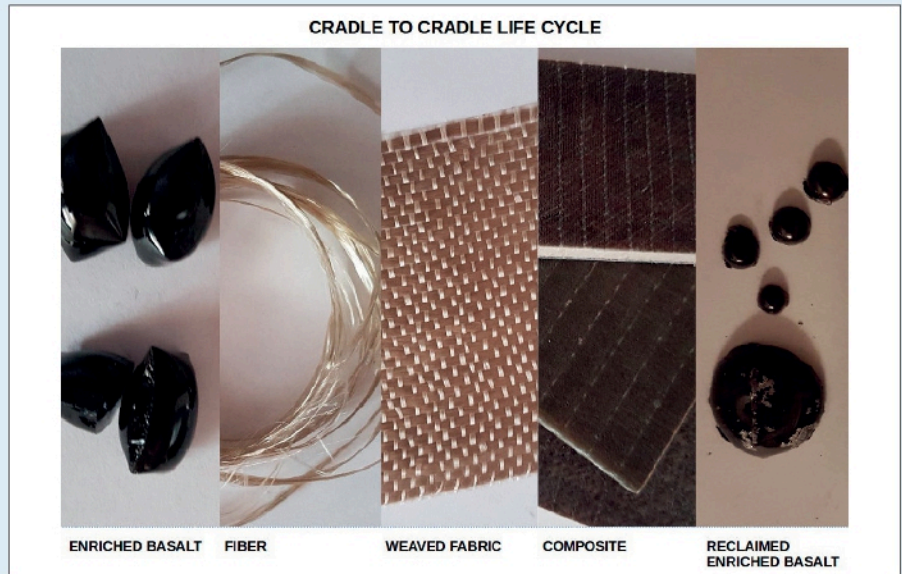 CRADLE TO CRADLE LIFE CYCLE
ENRICHED BASALT
FIBER
WEAVED FABRIC
COMPOSITE
RECLAIMED
ENRICHED BASALT